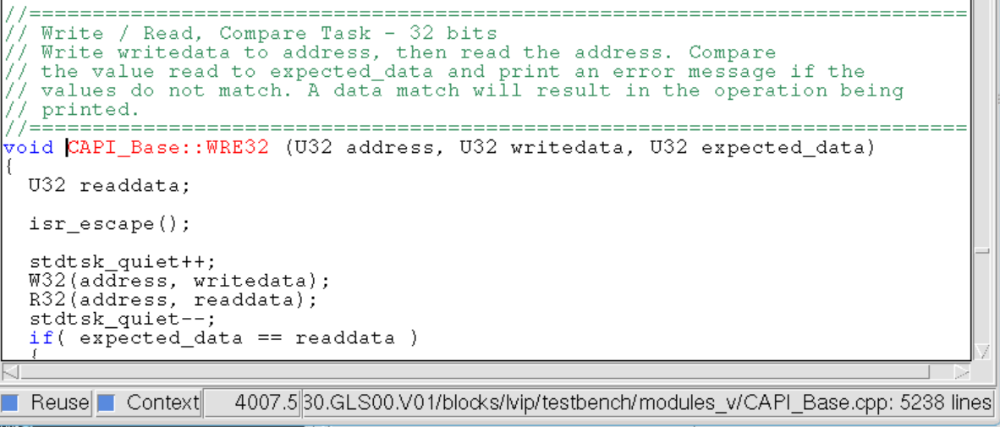 //==========================================================================
// Write / Read, Compare Task - 32 bits
// Write writedata to address, then read the address. Compare
// the value read to expected_data and print an error message if the
// values do not match. A data match will result in the operation being
// printed.
//==========================================================================
void CAPI_Base::WRE32 (U32 address, U32 writedata, U32 expected_data)
{
  U32 readdata;
  isr_escape();
  stdtsk_quiet++;
  W32(address, writedata);
  R32(address, readdata);
  stdtsk_quiet--;
  if( expected_data == readdata )
  {
Reuse Context 4007.5 30.GLS00.V01/blocks/lvip/testbench/modules_v/CAPI_Base.cpp: 5238 lines